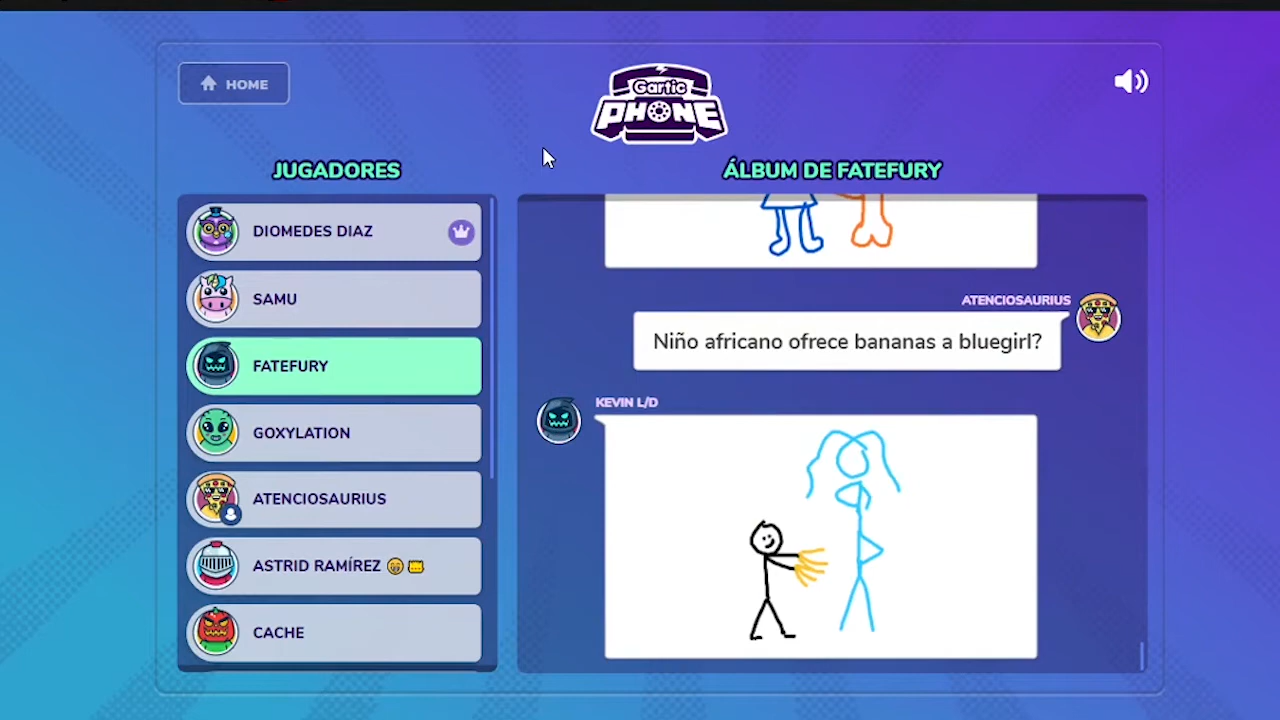 HOME
Gartic
PHONE
JUGADORES
ÁLBUM DE FATEFURY
DIOMEDES DIAZ
SAMU
FATEFURY
GOXYLATION
ATENCIOSAURIUS
ASTRID RAMÍREZ
CACHE
ATENCIOSAURIUS
Niño africano ofrece bananas a bluegirl?
KEVIN L/D